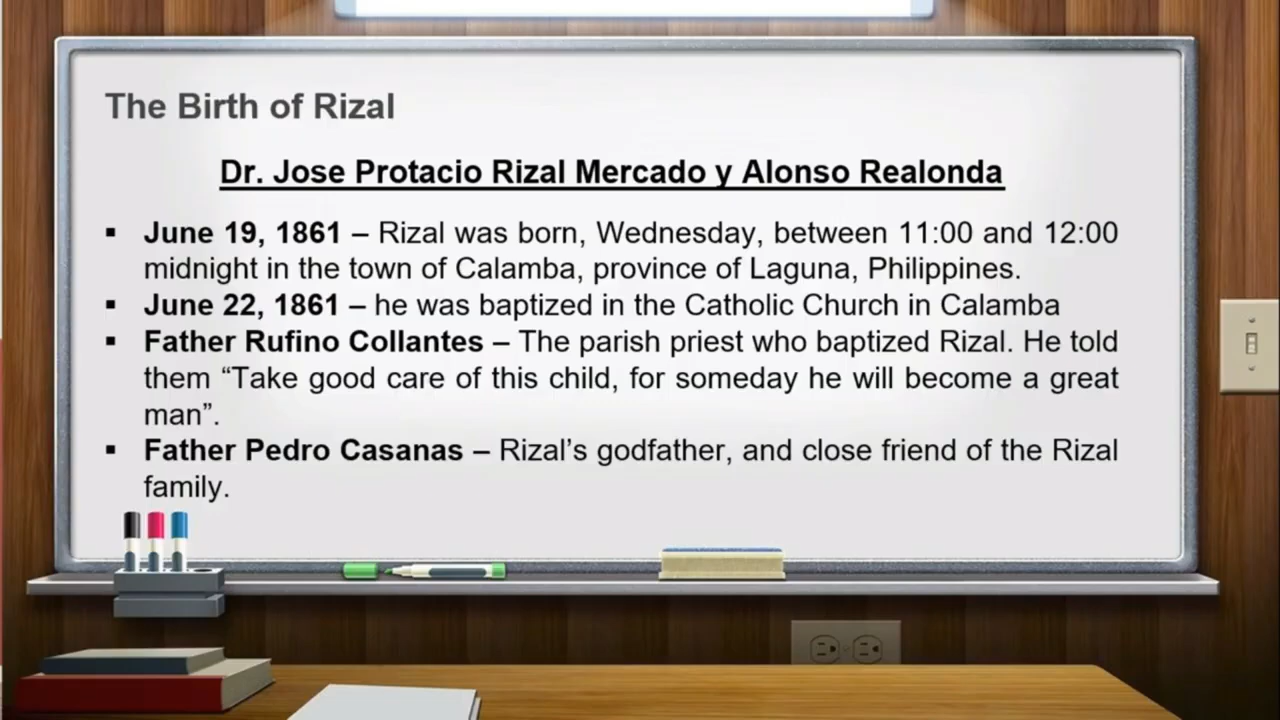 The Birth of Rizal
Dr. Jose Protacio Rizal Mercado y Alonso Realonda
▪ June 19, 1861 – Rizal was born, Wednesday, between 11:00 and 12:00
midnight in the town of Calamba, province of Laguna, Philippines.
▪ June 22, 1861 – he was baptized in the Catholic Church in Calamba
▪ Father Rufino Collantes – The parish priest who baptized Rizal. He told
them “Take good care of this child, for someday he will become a great
man”.
▪ Father Pedro Casanas – Rizal’s godfather, and close friend of the Rizal
family.